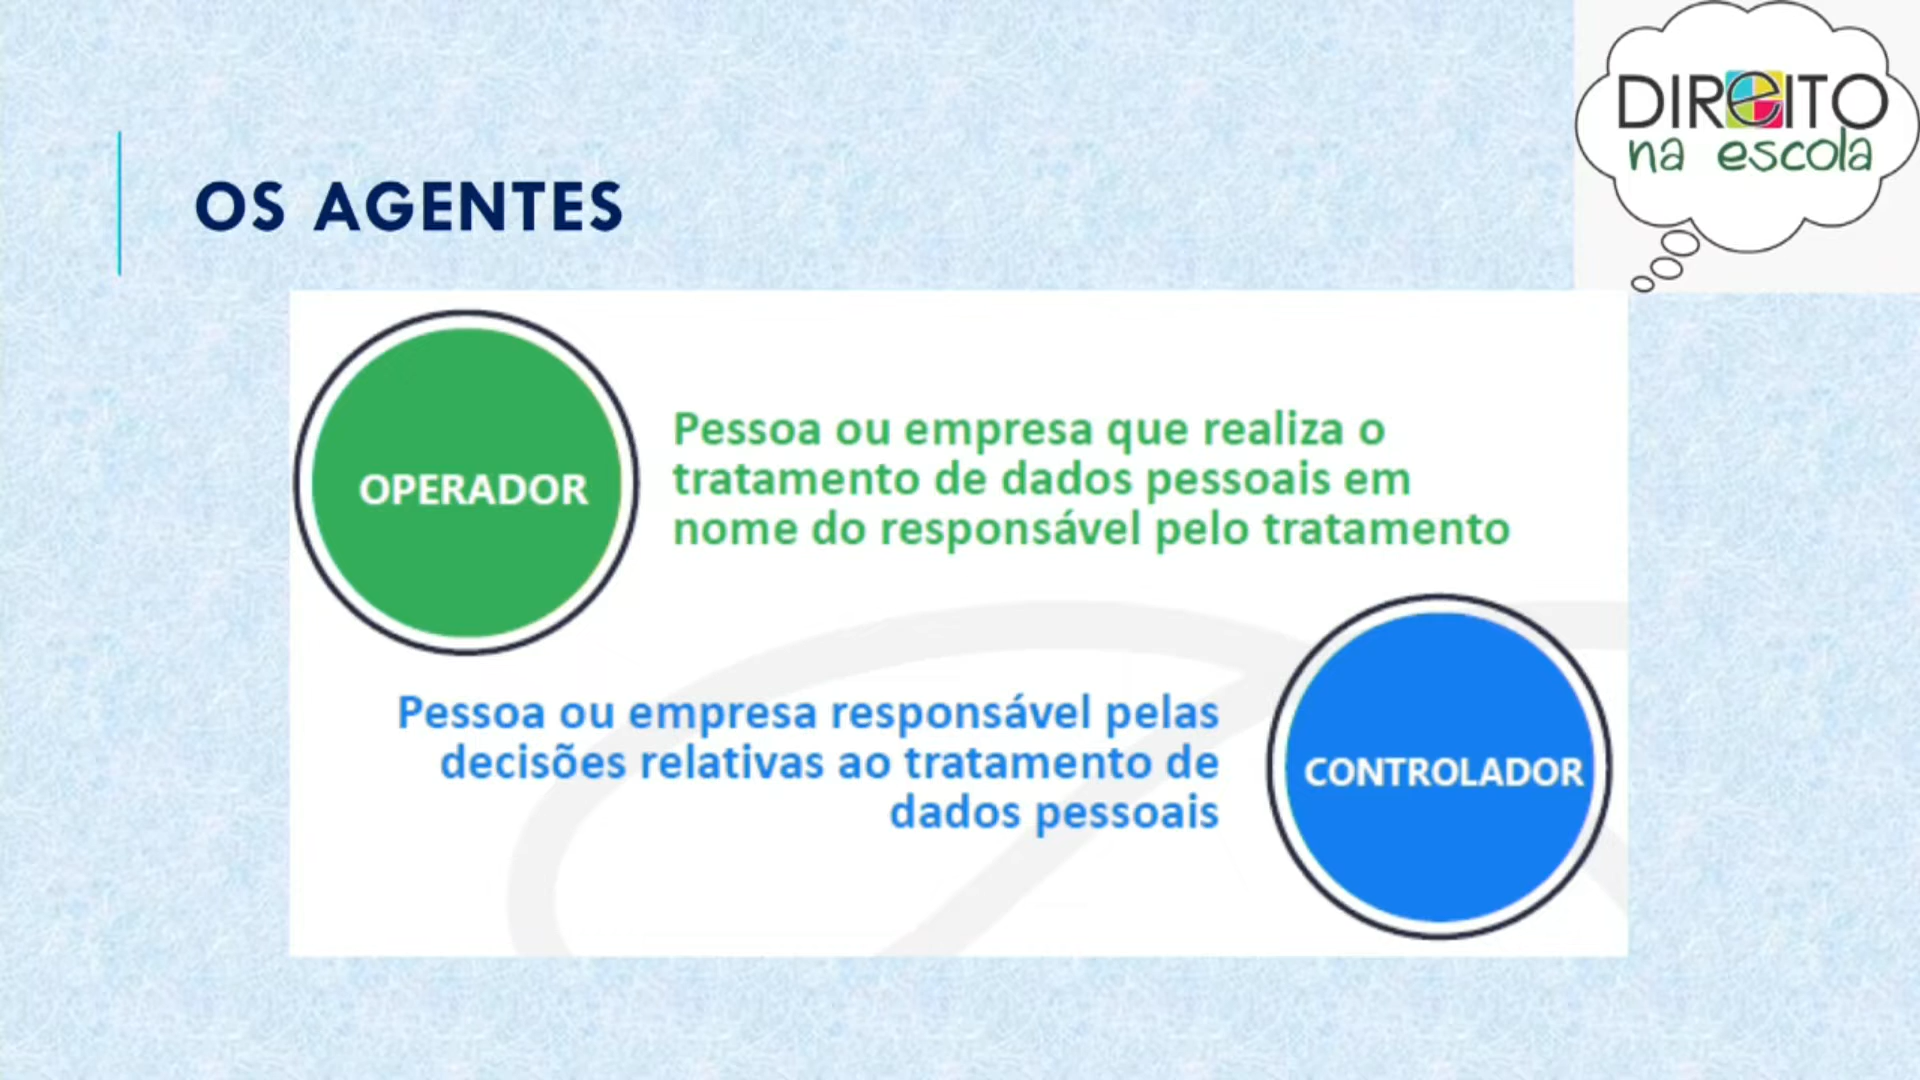 DIREITO
na escola
OS AGENTES
OPERADOR
Pessoa ou empresa que realiza o
tratamento de dados pessoais em
nome do responsável pelo tratamento
Pessoa ou empresa responsável pelas
decisões relativas ao tratamento de
dados pessoais
CONTROLADOR